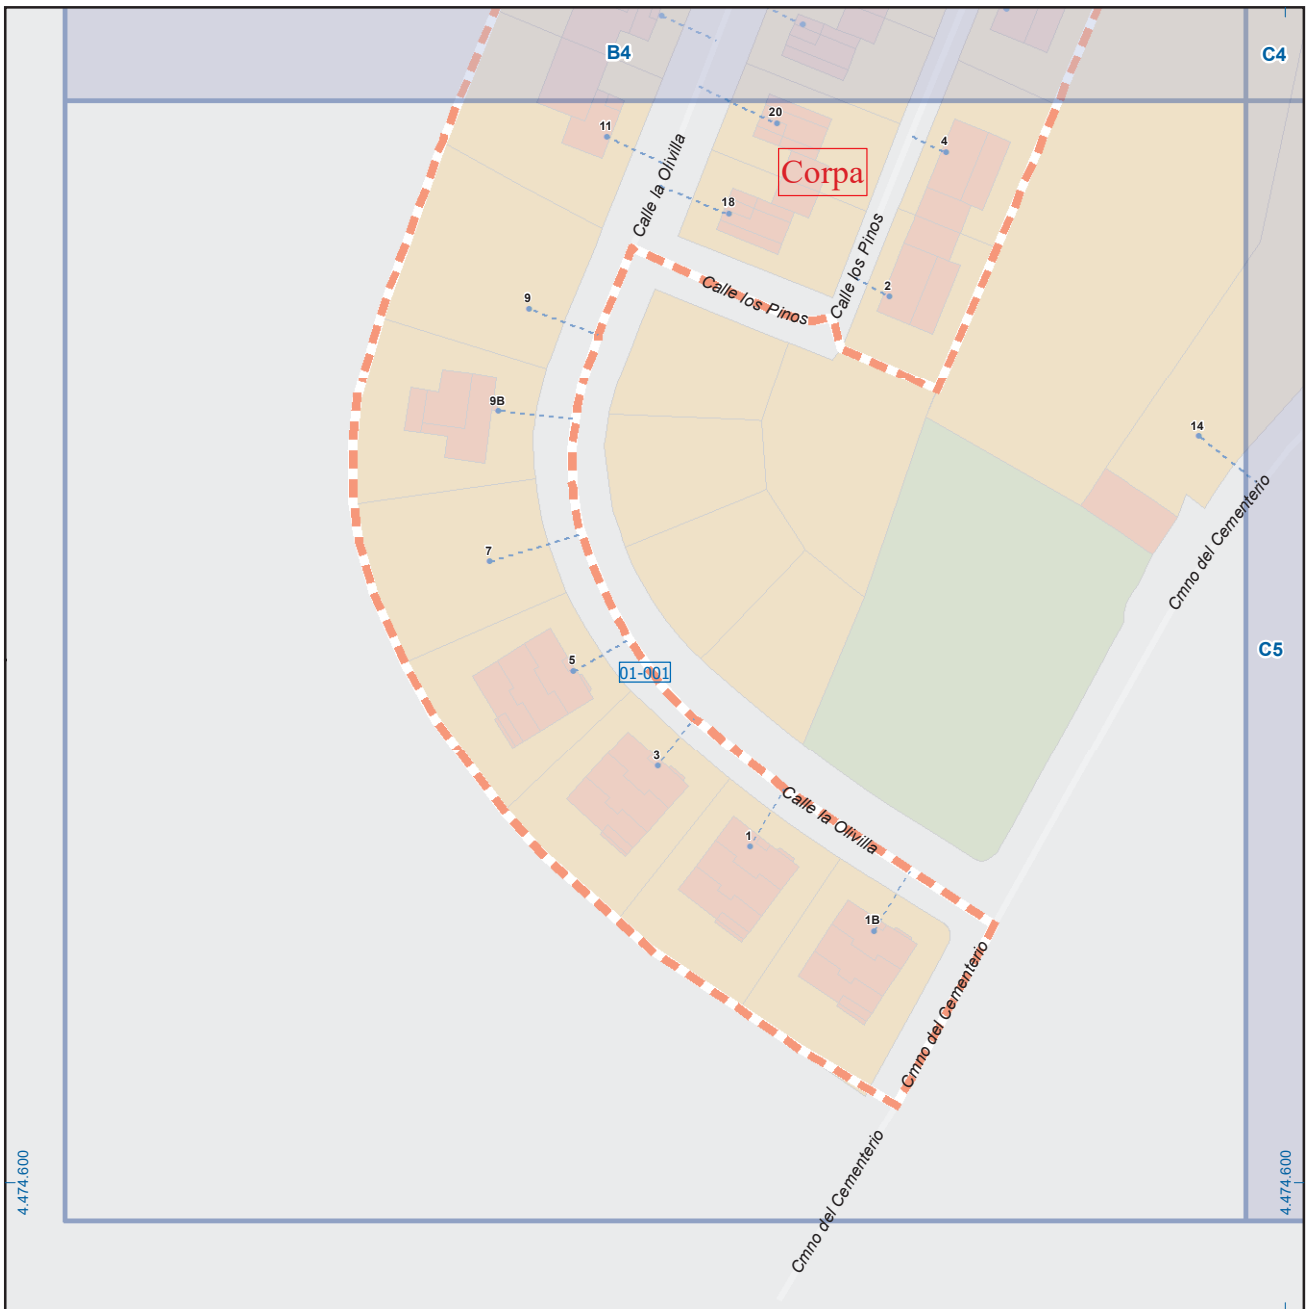 B4
C4
20
11
4
Corpa
Calle la Olivilla
18
Calle los Pinos
Calle los Pinos
2
9
9B
14
Cmno del Cementerio
7
C5
5
01-001
3
Calle la Olivilla
1
1B
Cmno del Cementerio
4.474.600
4.474.600
Cmno del Cementerio